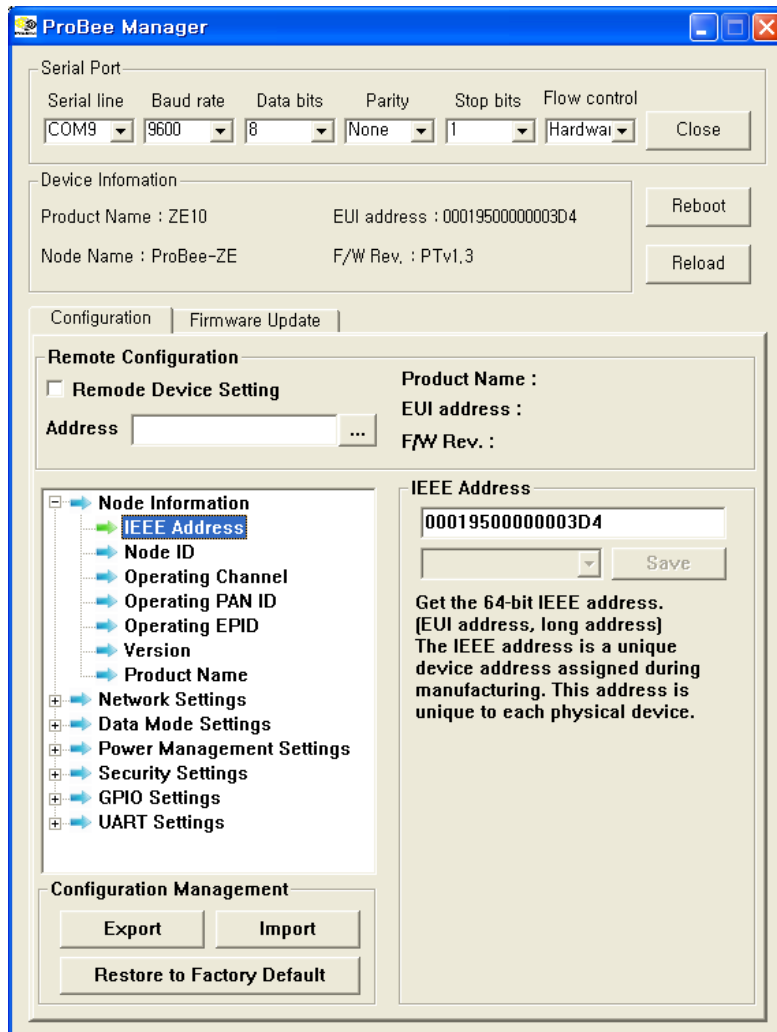 ProBee Manager
Serial Port
Serial line Baud rate Data bits Parity Stop bits Flow control
COM9 9600 8 None 1 Hardwar Close
Device Infomation
Product Name : ZE10 EUI address : 00019500000003D4 Reboot
Node Name : ProBee-ZE F/W Rev. : PTv1.3 Reload
Configuration Firmware Update
Remote Configuration
Remode Device Setting
Address ...
Product Name :
EUI address :
F/W Rev. :
Node Information
IEEE Address
Node ID
Operating Channel
Operating PAN ID
Operating EPID
Version
Product Name
Network Settings
Data Mode Settings
Power Management Settings
Security Settings
GPIO Settings
UART Settings
IEEE Address
00019500000003D4
Save
Get the 64-bit IEEE address.
(EUI address, long address)
The IEEE address is a unique
device address assigned during
manufacturing. This address is
unique to each physical device.
Configuration Management
Export Import
Restore to Factory Default